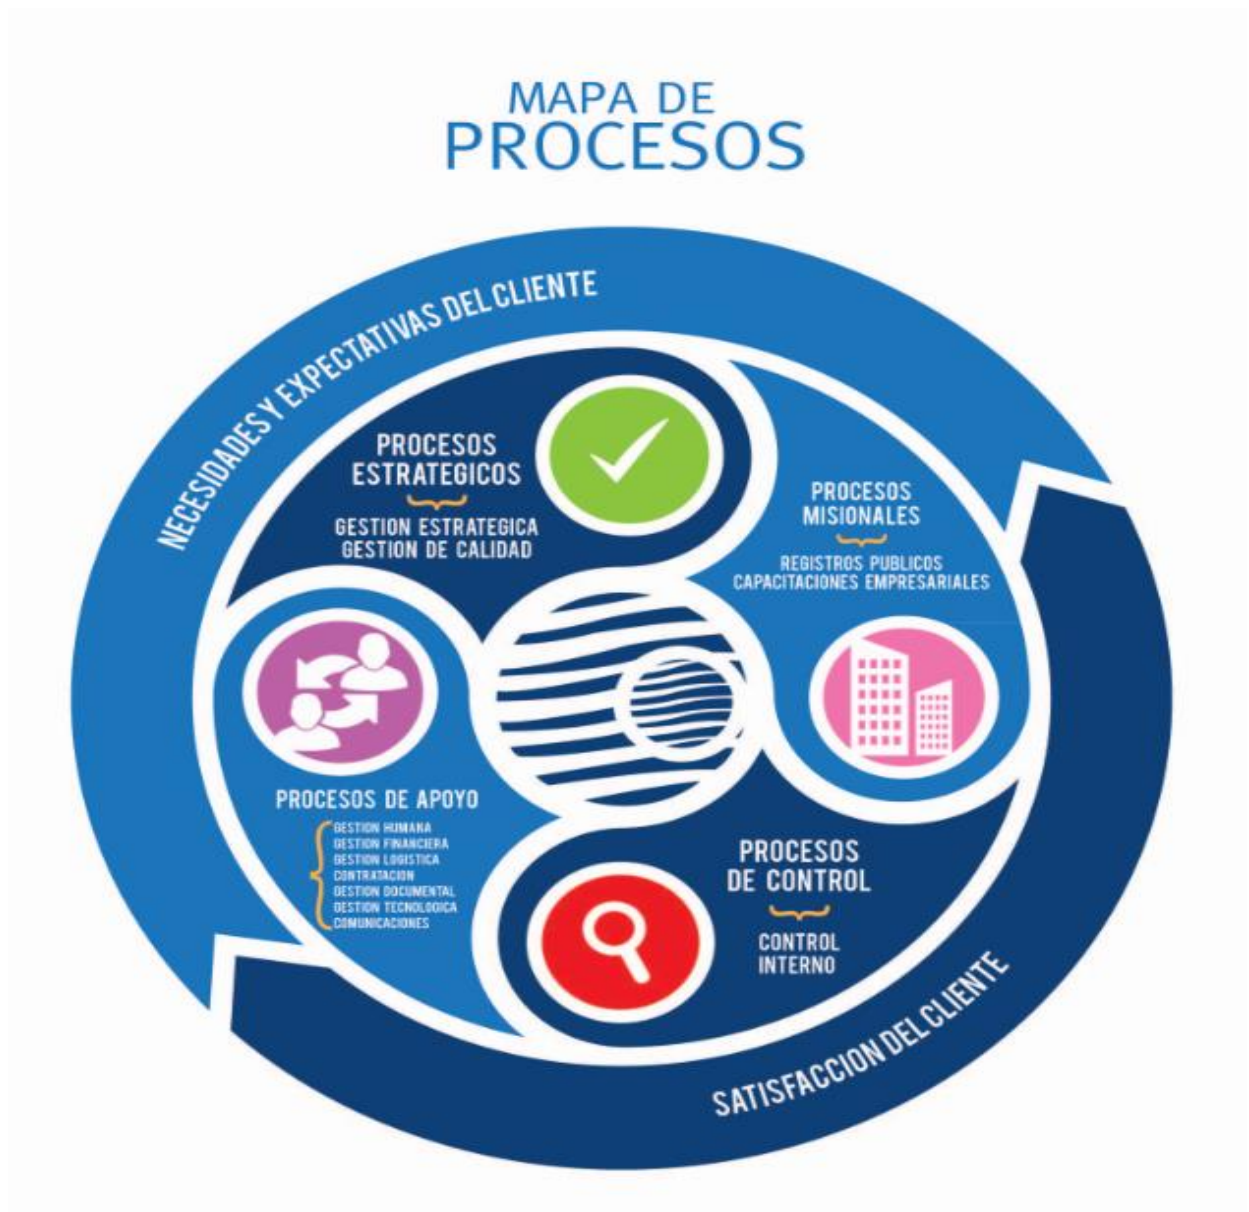 MAPA DE
PROCESOS
NECESIDADES Y EXPECTATIVAS DEL CLIENTE
PROCESOS
ESTRATEGICOS
GESTION ESTRATEGICA
GESTION DE CALIDAD
PROCESOS
MISIONALES
REGISTROS PUBLICOS
CAPACITACIONES EMPRESARIALES
PROCESOS DE APOYO
GESTION HUMANA
GESTION FINANCIERA
GESTION LOGISTICA
CONTRATACION
GESTION DOCUMENTAL
GESTION TECNOLOGICA
COMUNICACIONES
PROCESOS
DE CONTROL
CONTROL
INTERNO
SATISFACCION DEL CLIENTE